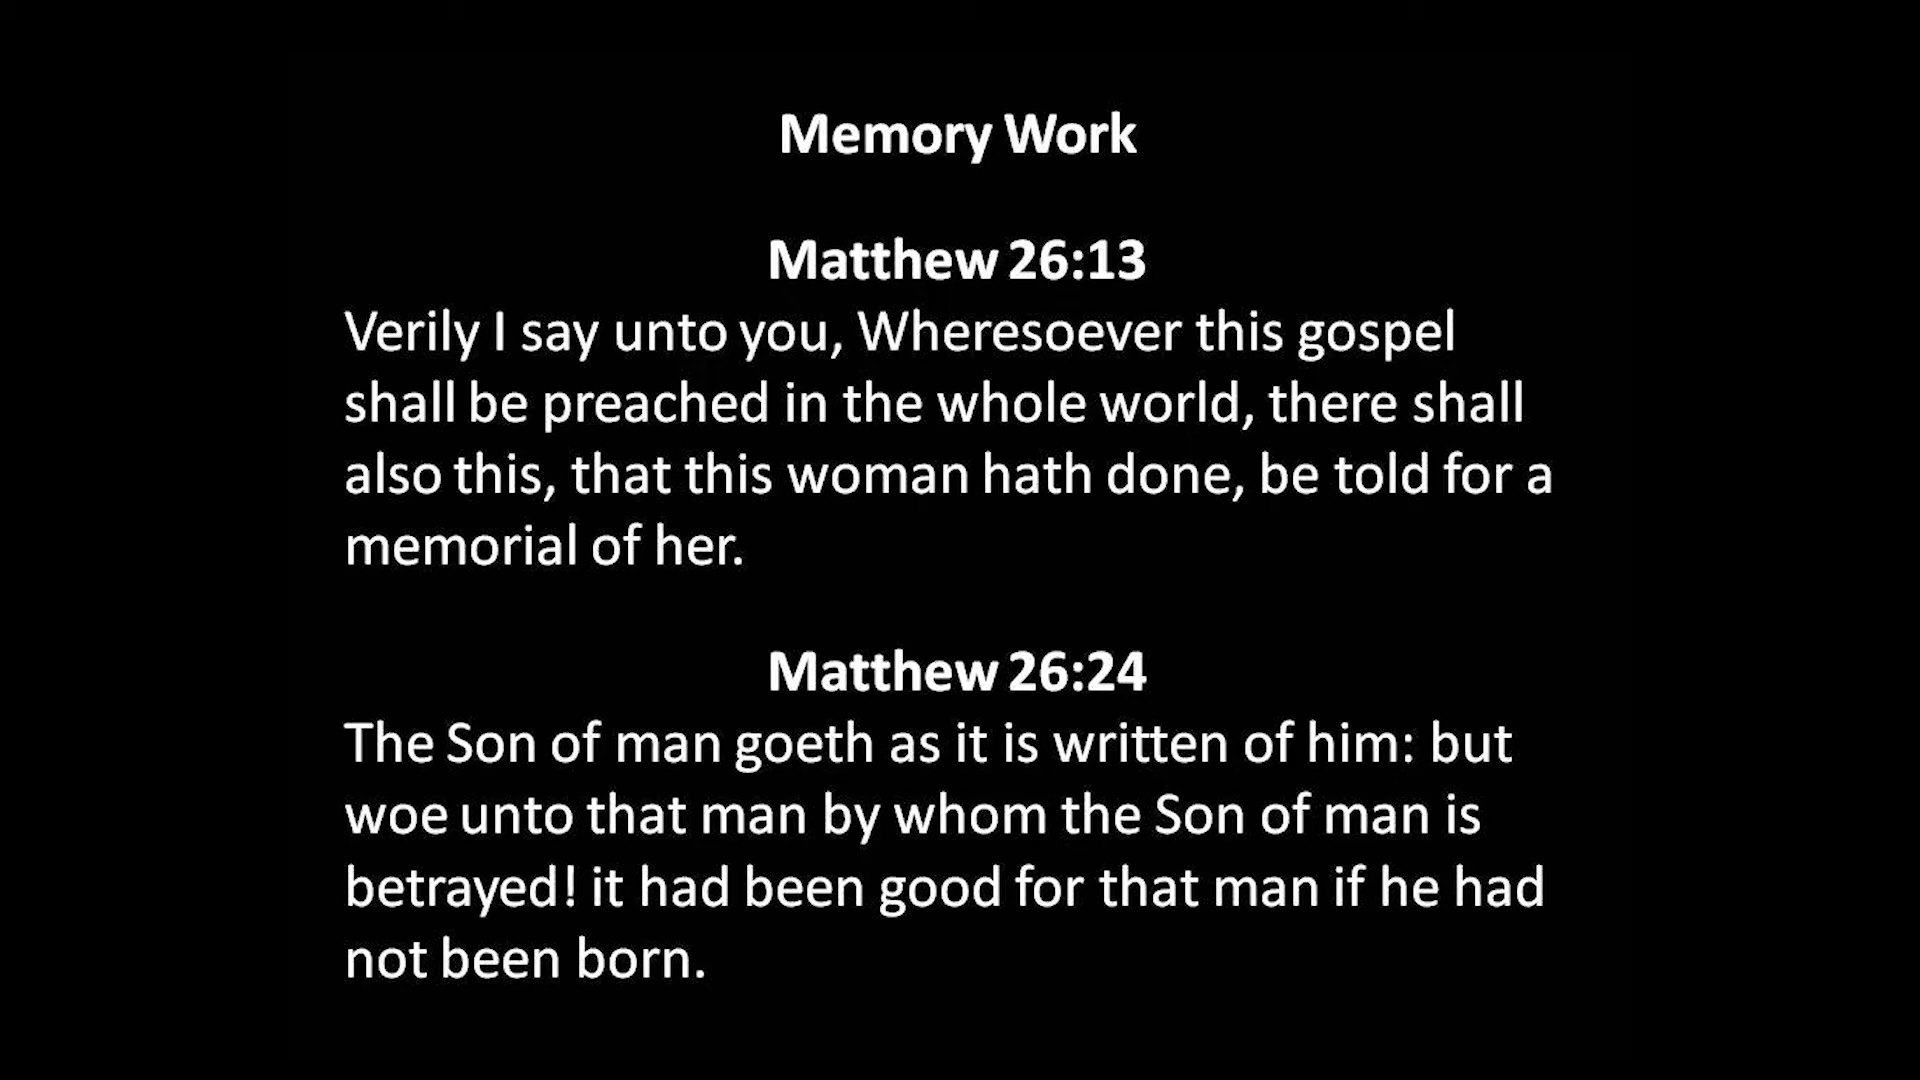 Memory Work
Matthew 26:13
Verily I say unto you, Wheresoever this gospel
shall be preached in the whole world, there shall
also this, that this woman hath done, be told for a
memorial of her.
Matthew 26:24
The Son of man goeth as it is written of him: but
woe unto that man by whom the Son of man is
betrayed! it had been good for that man if he had
not been born.